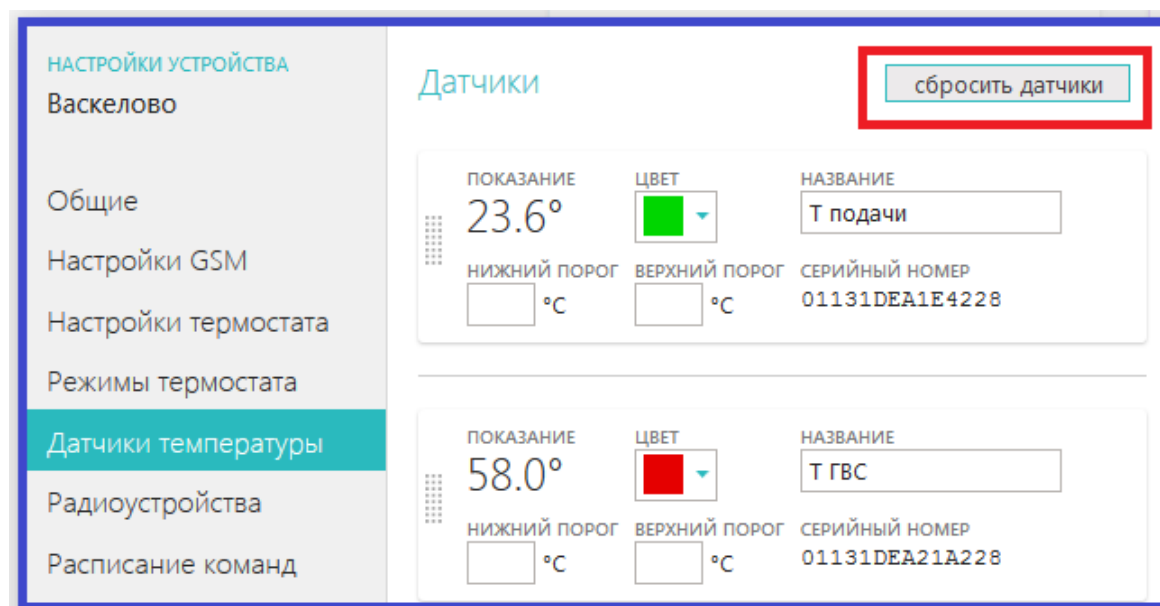 НАСТРОЙКИ УСТРОЙСТВА
Васкелово
Общие
Настройки GSM
Настройки термостата
Режимы термостата
Датчики температуры
Радиоустройства
Расписание команд
Датчики
сбросить датчики
ПОКАЗАНИЕ ЦВЕТ НАЗВАНИЕ
23.6° Т подачи
НИЖНИЙ ПОРОГ ВЕРХНИЙ ПОРОГ СЕРИЙНЫЙ НОМЕР
°C °C 01131DEA1E4228
ПОКАЗАНИЕ ЦВЕТ НАЗВАНИЕ
58.0° Т ГВС
НИЖНИЙ ПОРОГ ВЕРХНИЙ ПОРОГ СЕРИЙНЫЙ НОМЕР
°C °C 01131DEA21A228